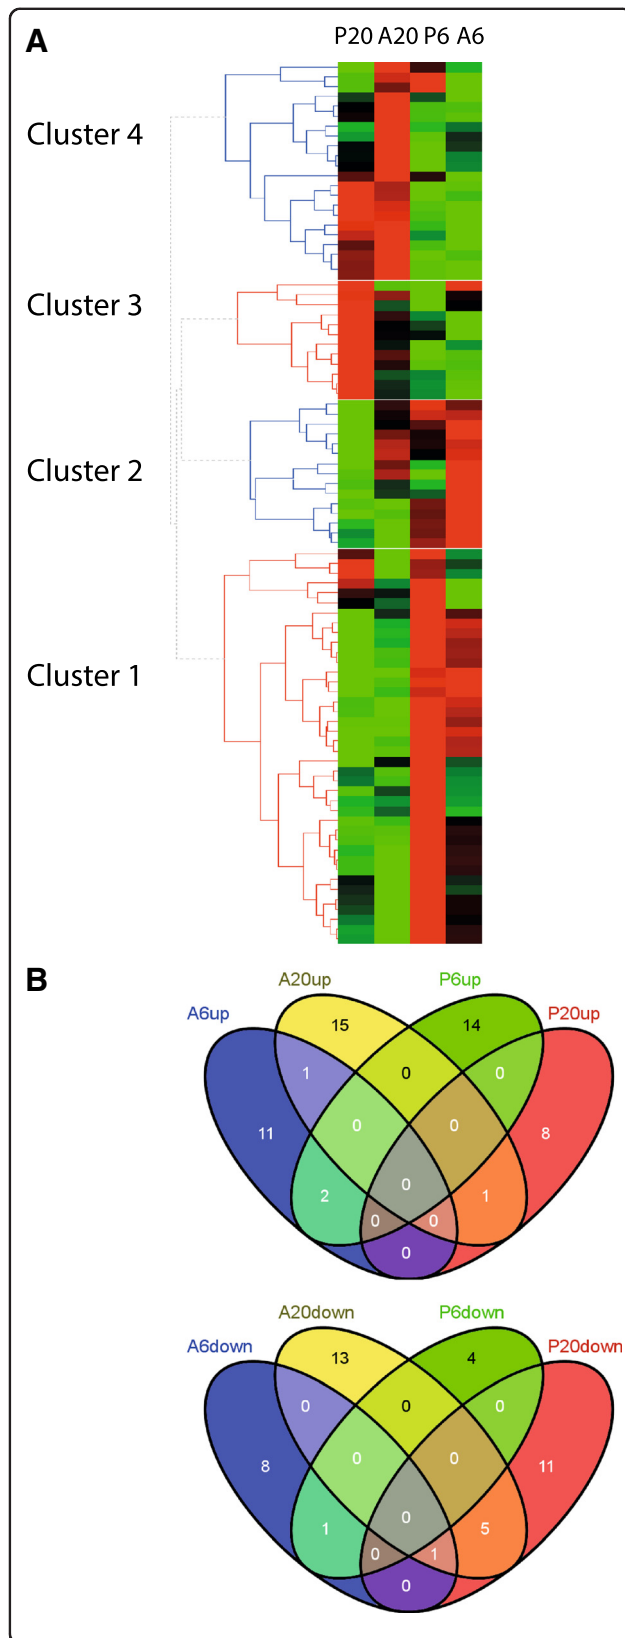 A
P20 A20 P6 A6
Cluster 4
Cluster 3
Cluster 2
Cluster 1
B
A20up P6up
A6up P20up
15 14
1 0 0
11 0 0 8
2 0 1
0 0
0
A20down P6down
A6down P20down
13 4
0 0 0
8 0 0 11
1 0 5
0 1
0